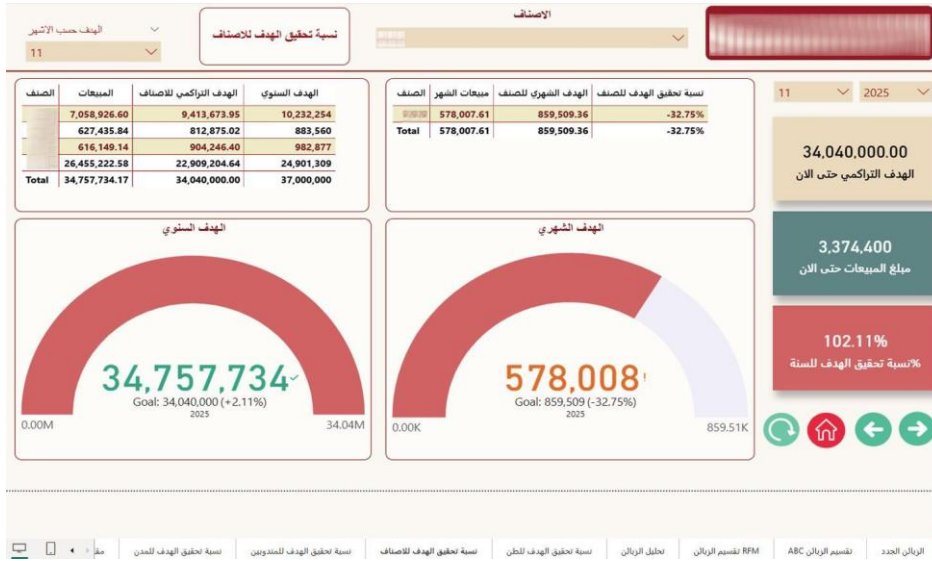 الاصناف
نسبة تحقيق الهدف للاصناف
الهدف حسب الاشهر
11
11
2025
34,040,000.00
الهدف التراكمي حتى الان
3,374,400
مبلغ المبيعات حتى الان
102.11%
%نسبة تحقيق الهدف للسنة
الصنف مبيعات الشهر الهدف الشهري للصنف نسبة تحقيق الهدف للصنف
578,007.61 859,509.36 -32.75%
Total 578,007.61 859,509.36 -32.75%
الصنف المبيعات الهدف التراكمي للاصناف الهدف السنوي
7,058,926.60 9,413,673.95 10,232,254
627,435.84 812,875.02 883,560
616,149.14 904,246.40 982,877
26,455,222.58 22,909,204.64 24,901,309
Total 34,757,734.17 34,040,000.00 37,000,000
الهدف الشهري
578,008!
Goal: 859,509 (-32.75%)
2025
0.00K
859.51K
الهدف السنوي
34,757,734
Goal: 34,040,000 (+2.11%)
2025
0.00M
34.04M
الزبائن الجدد
تقسيم الزبائن ABC
تقسيم الزبائن RFM
تحليل الزبائن
نسبة تحقيق الهدف للطن
نسبة تحقيق الهدف للاصناف
نسبة تحقيق الهدف للمندوبين
نسبة تحقيق الهدف للمدن